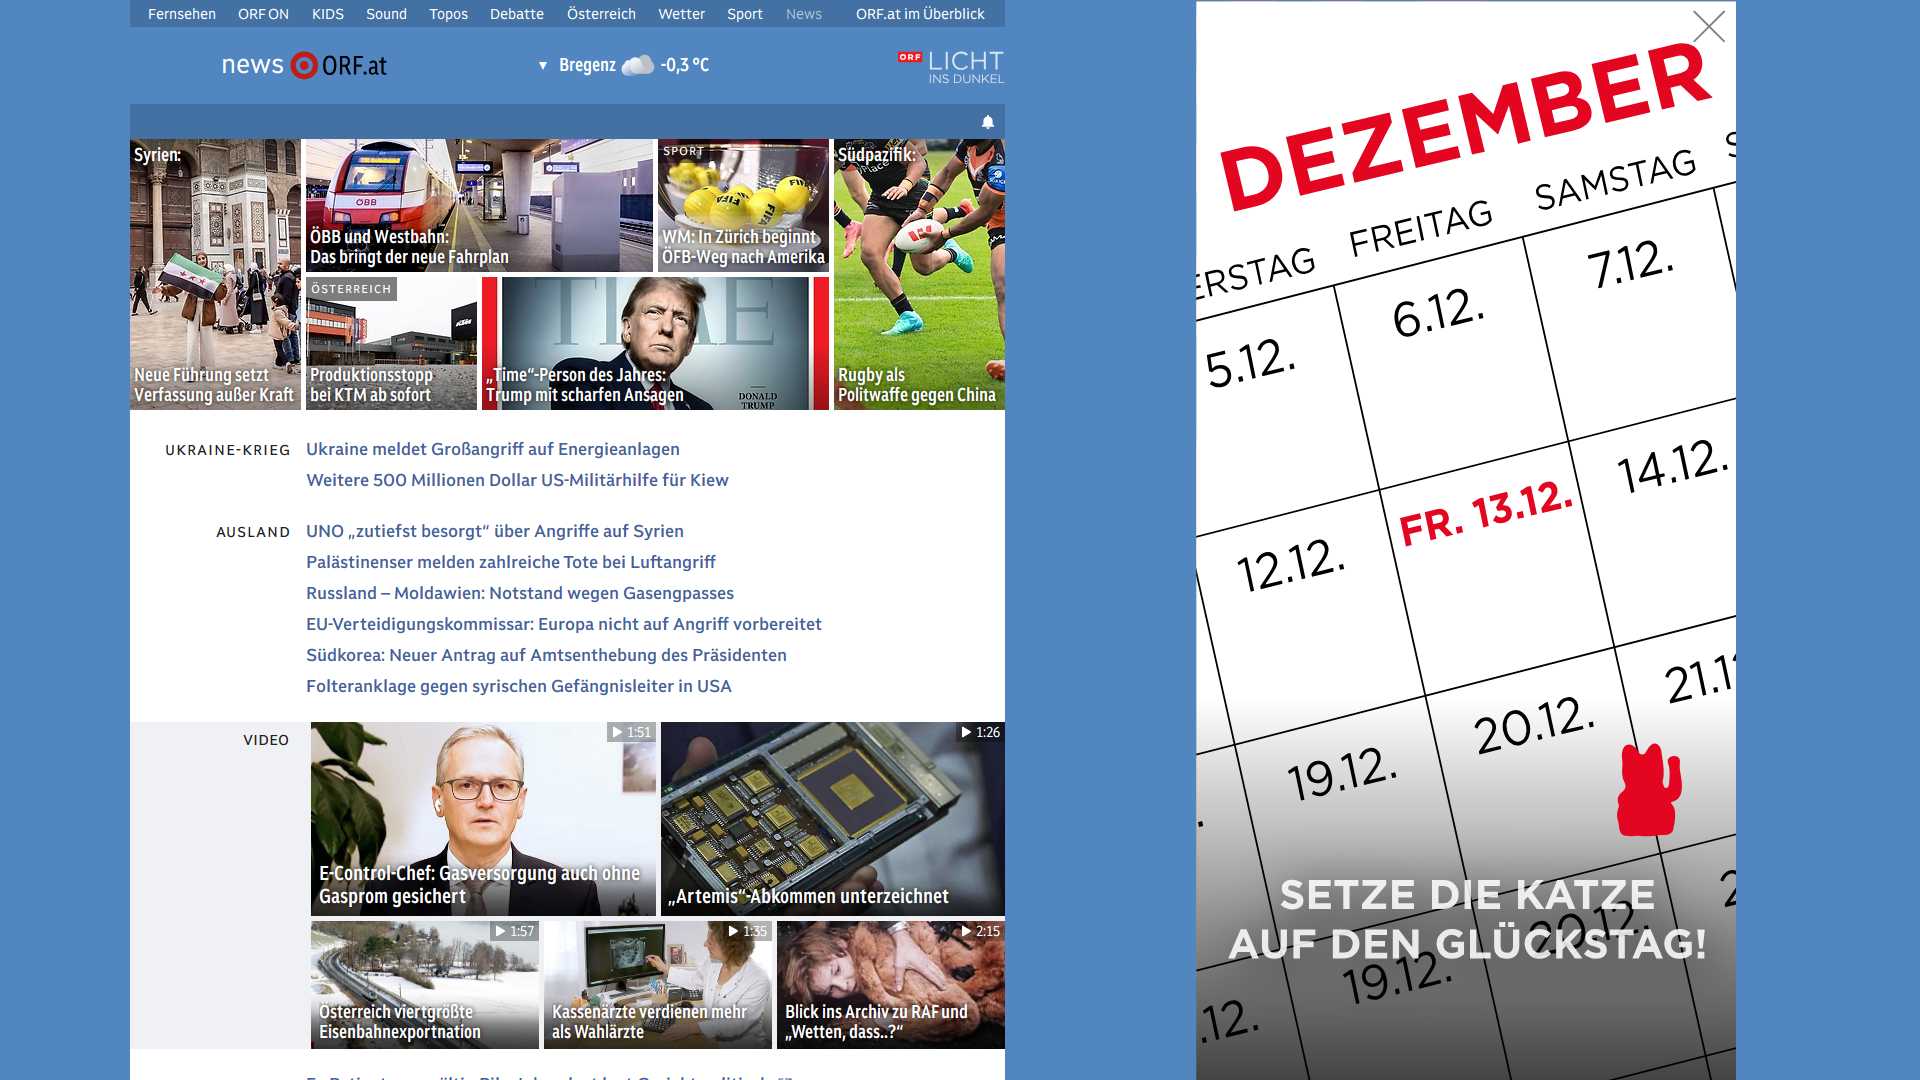 Fernsehen ORF ON KIDS Sound Topos Debatte Österreich Wetter Sport News ORF.at im Überblick
news ORF.at
▼ Bregenz -0,3 °C
ORF LICHT
INS DUNKEL
Syrien:
Neue Führung setzt
Verfassung außer Kraft
ÖBB
ÖBB und Westbahn:
Das bringt der neue Fahrplan
SPORT
FIFA
FIFA
WM: In Zürich beginnt
ÖFB-Weg nach Amerika
Südpazifik:
Rugby als
Politwaffe gegen China
ÖSTERREICH
KTM
Produktionsstopp
bei KTM ab sofort
TIME
DONALD
TRUMP
„Time“-Person des Jahres:
Trump mit scharfen Ansagen
UKRAINE-KRIEG
Ukraine meldet Großangriff auf Energieanlagen
Weitere 500 Millionen Dollar US-Militärhilfe für Kiew
AUSLAND
UNO „zutiefst besorgt“ über Angriffe auf Syrien
Palästinenser melden zahlreiche Tote bei Luftangriff
Russland – Moldawien: Notstand wegen Gasengpasses
EU-Verteidigungskommissar: Europa nicht auf Angriff vorbereitet
Südkorea: Neuer Antrag auf Amtsenthebung des Präsidenten
Folteranklage gegen syrischen Gefängnisleiter in USA
VIDEO
1:51
E-Control-Chef: Gasversorgung auch ohne
Gasprom gesichert
1:26
„Artemis“-Abkommen unterzeichnet
1:57
Österreich viertgrößte
Eisenbahnexportnation
1:35
Kassenärzte verdienen mehr
als Wahlärzte
2:15
Blick ins Archiv zu RAF und
„Wetten, dass..?“
DEZEMBER
ERSTAG FREITAG SAMSTAG S
5.12. 6.12. 7.12.
12.12. FR. 13.12. 14.12.
19.12. 20.12. 21.1
SETZE DIE KATZE
AUF DEN GLÜCKSTAG!
.12. 19.12. 20.12. 2